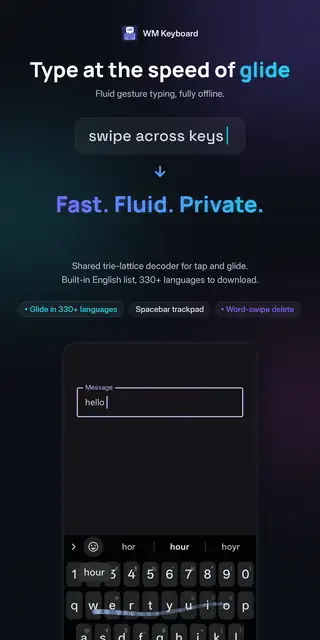 WM Keyboard
Type at the speed of glide
Fluid gesture typing, fully offline.
swipe across keys
Fast. Fluid. Private.
Shared trie-lattice decoder for tap and glide.
Built-in English list, 330+ languages to download.
• Glide in 330+ languages
Spacebar trackpad
• Word-swipe delete
Message
hello
hor hour hoyr
1 hour 3 4 5 6 7 8 9 0
q w e r t y u i o p
a s d f g h j k l